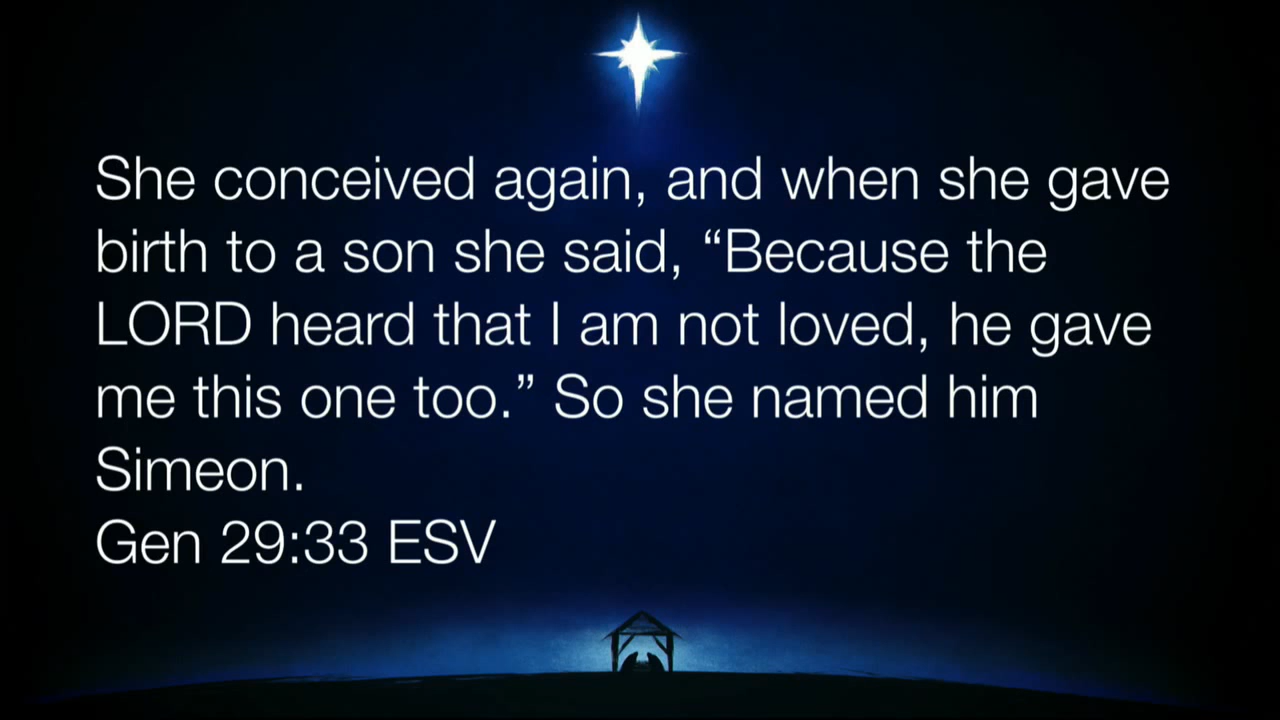 She conceived again, and when she gave
birth to a son she said, “Because the
LORD heard that I am not loved, he gave
me this one too.” So she named him
Simeon.
Gen 29:33 ESV